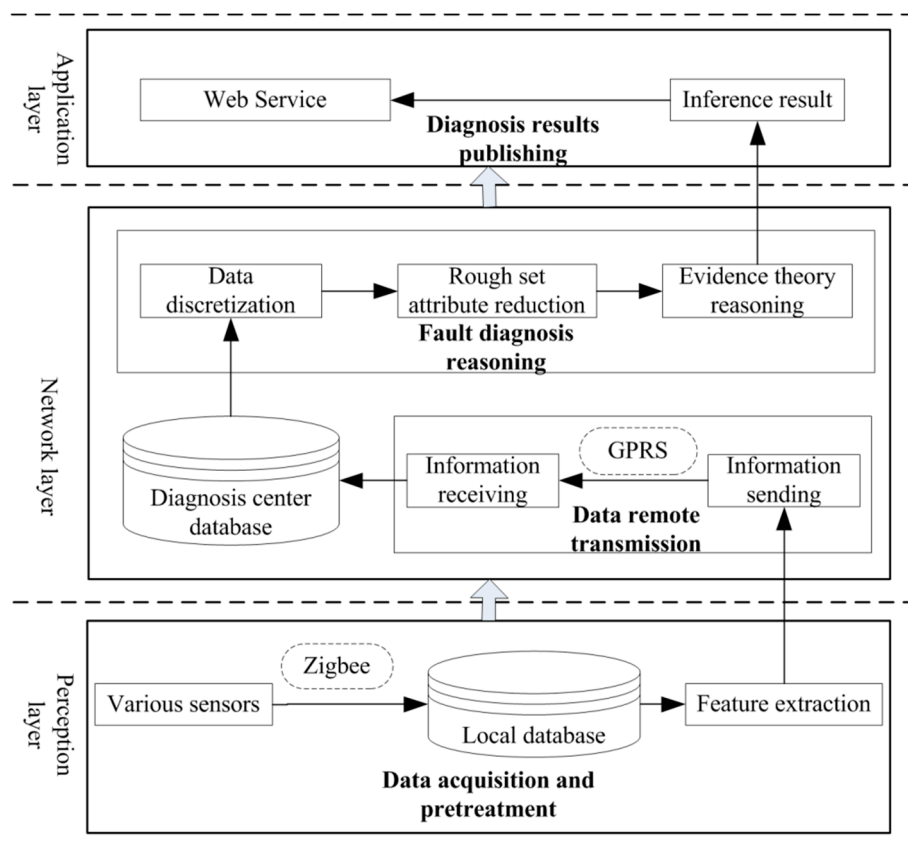 Application
layer
Web Service
Inference result
Diagnosis results
publishing
Network layer
Data
discretization
Rough set
attribute reduction
Evidence theory
reasoning
Fault diagnosis
reasoning
Diagnosis center
database
Information
receiving
GPRS
Information
sending
Data remote
transmission
Perception
layer
Various sensors
Zigbee
Local database
Feature extraction
Data acquisition and
pretreatment